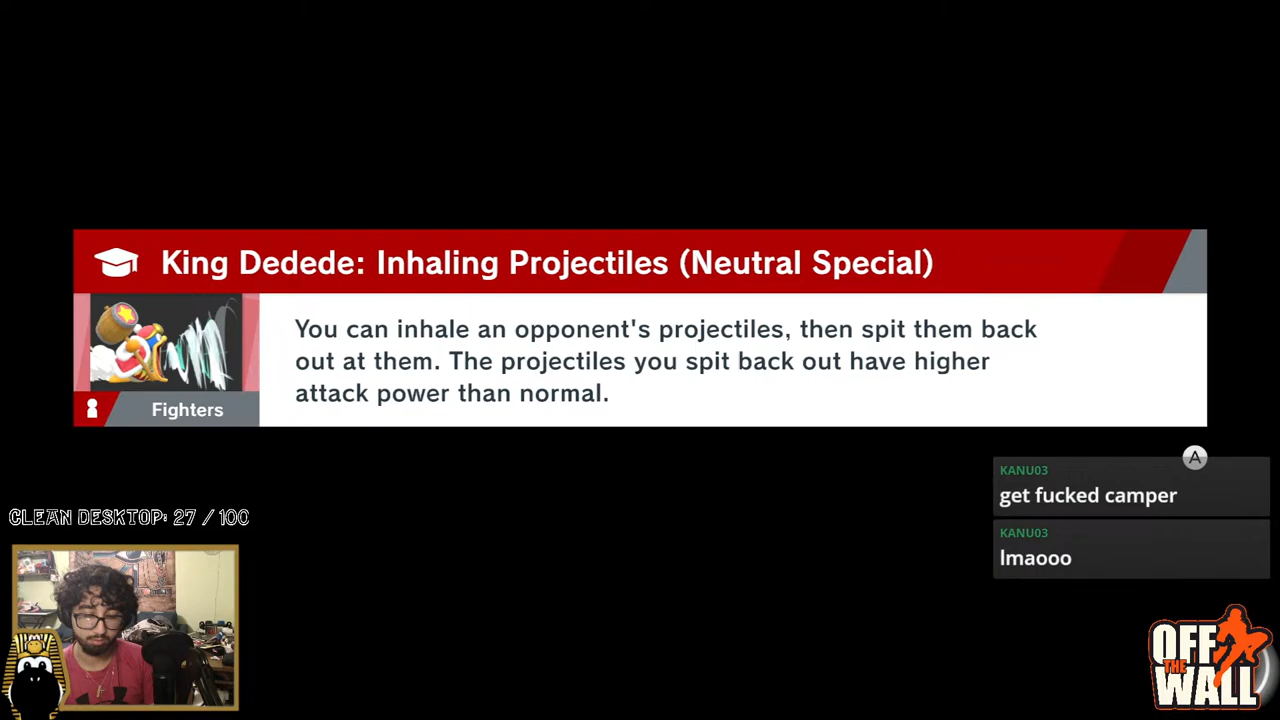 King Dedede: Inhaling Projectiles (Neutral Special)
You can inhale an opponent's projectiles, then spit them back
out at them. The projectiles you spit back out have higher
attack power than normal.
Fighters
A
KANU03
get fucked camper
KANU03
lmaooo
CLEAN DESKTOP: 27 / 100
OFF
THE
WALL